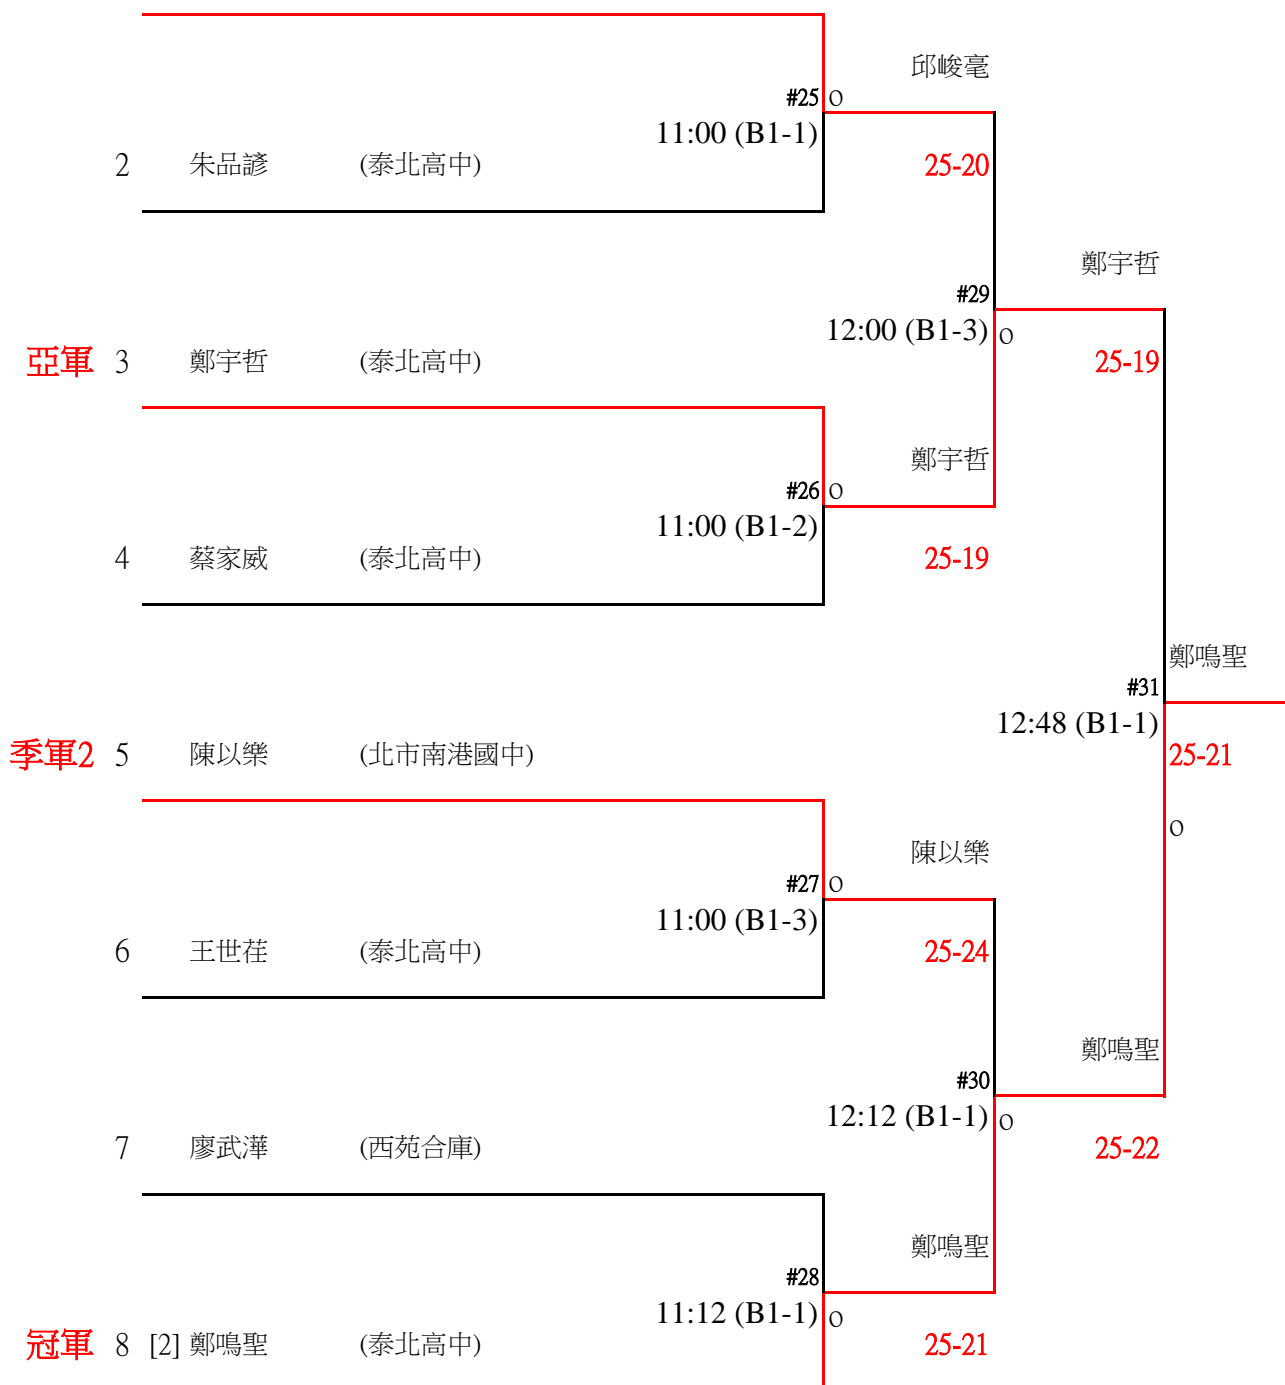 邱峻毫
#25 O
11:00 (B1-1)
2 朱品諺 (泰北高中) 25-20
鄭宇哲
#29
12:00 (B1-3) O
亞軍 3 鄭宇哲 (泰北高中) 25-19
鄭宇哲
#26 O
11:00 (B1-2)
4 蔡家威 (泰北高中) 25-19
鄭鳴聖
#31
12:48 (B1-1)
季軍2 5 陳以樂 (北市南港國中) 25-21
O
陳以樂
#27 O
11:00 (B1-3)
6 王世荏 (泰北高中) 25-24
鄭鳴聖
#30
12:12 (B1-1) O
7 廖武澕 (西苑合庫) 25-22
鄭鳴聖
#28
11:12 (B1-1) O
冠軍 8 [2] 鄭鳴聖 (泰北高中) 25-21